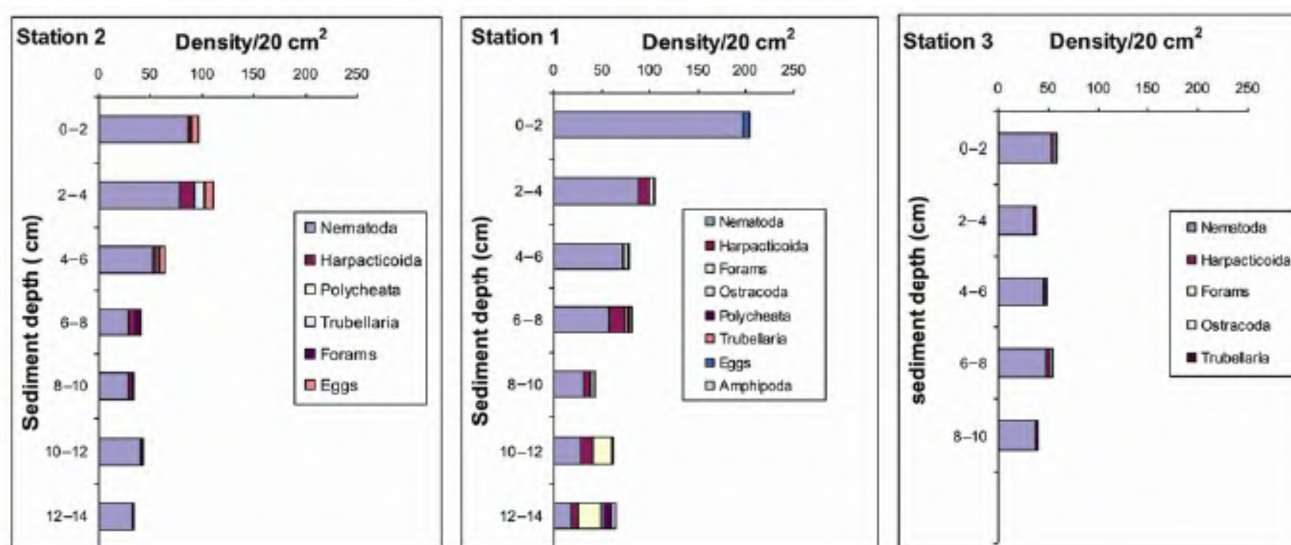 Station 2
Density/20 cm2
0 50 100 150 200 250
Sediment depth ( cm)
0–2
2–4
4–6
6–8
8–10
10–12
12–14
Nematoda
Harpacticoida
Polycheata
Trubellaria
Forams
Eggs
Station 1
Density/20 cm2
0 50 100 150 200 250
Sediment depth (cm)
0–2
2–4
4–6
6–8
8–10
10–12
12–14
Nematoda
Harpacticoida
Forams
Ostracoda
Polycheata
Trubellaria
Eggs
Amphipoda
Station 3
Density/20 cm2
0 50 100 150 200 250
sediment depth (cm)
0–2
2–4
4–6
6–8
8–10
Nematoda
Harpacticoida
Forams
Ostracoda
Trubellaria